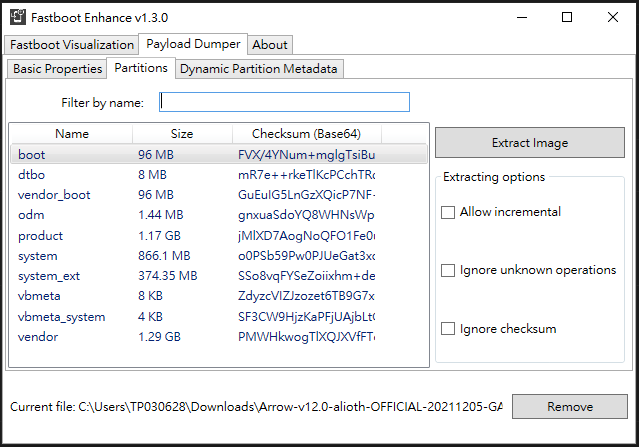 Fastboot Enhance v1.3.0
Fastboot Visualization Payload Dumper About
Basic Properties Partitions Dynamic Partition Metadata
Filter by name:
Name Size Checksum (Base64)
boot 96 MB FVX/4YNum+mglgTsiBu
dtbo 8 MB mR7e++rkeTlKcPCchTRc
vendor_boot 96 MB GuEuIG5LnGzXQicP7NF-
odm 1.44 MB gnxuaSdoYQ8WHNsWp
product 1.17 GB jMlXD7AogNoQFO1Fe0u
system 866.1 MB o0PSb59Pw0PJUeGat3xc
system_ext 374.35 MB SSo8vqFYSeZoiixhm+de
vbmeta 8 KB ZdyzcVIZJzozet6TB9G7x
vbmeta_system 4 KB SF3CW9HjzKaPFjUAjbLt
vendor 1.29 GB PMWHkwogTlXQJXVfFT
Extract Image
Extracting options
Allow incremental
Ignore unknown operations
Ignore checksum
Current file: C:\Users\TP030628\Downloads\Arrow-v12.0-alioth-OFFICIAL-20211205-GA
Remove